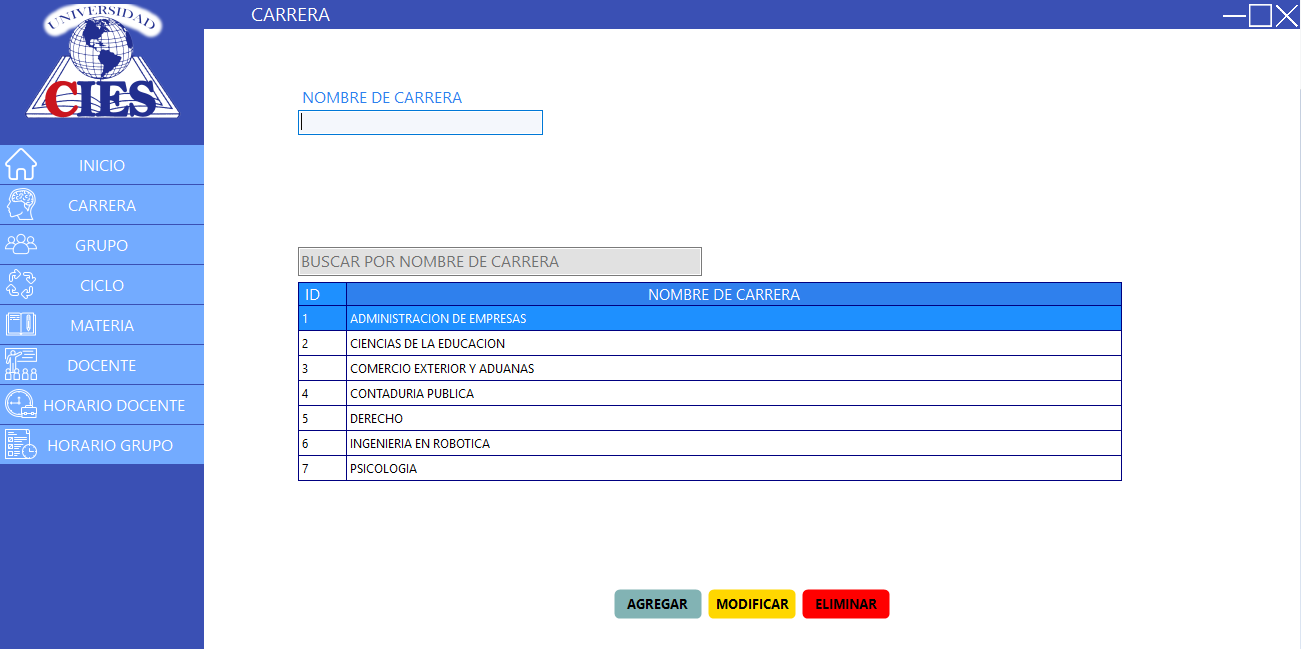 UNIVERSIDAD
CIES
CARRERA
INICIO
CARRERA
GRUPO
CICLO
MATERIA
DOCENTE
HORARIO DOCENTE
HORARIO GRUPO
NOMBRE DE CARRERA
BUSCAR POR NOMBRE DE CARRERA
ID NOMBRE DE CARRERA
1 ADMINISTRACION DE EMPRESAS
2 CIENCIAS DE LA EDUCACION
3 COMERCIO EXTERIOR Y ADUANAS
4 CONTADURIA PUBLICA
5 DERECHO
6 INGENIERIA EN ROBOTICA
7 PSICOLOGIA
AGREGAR MODIFICAR ELIMINAR